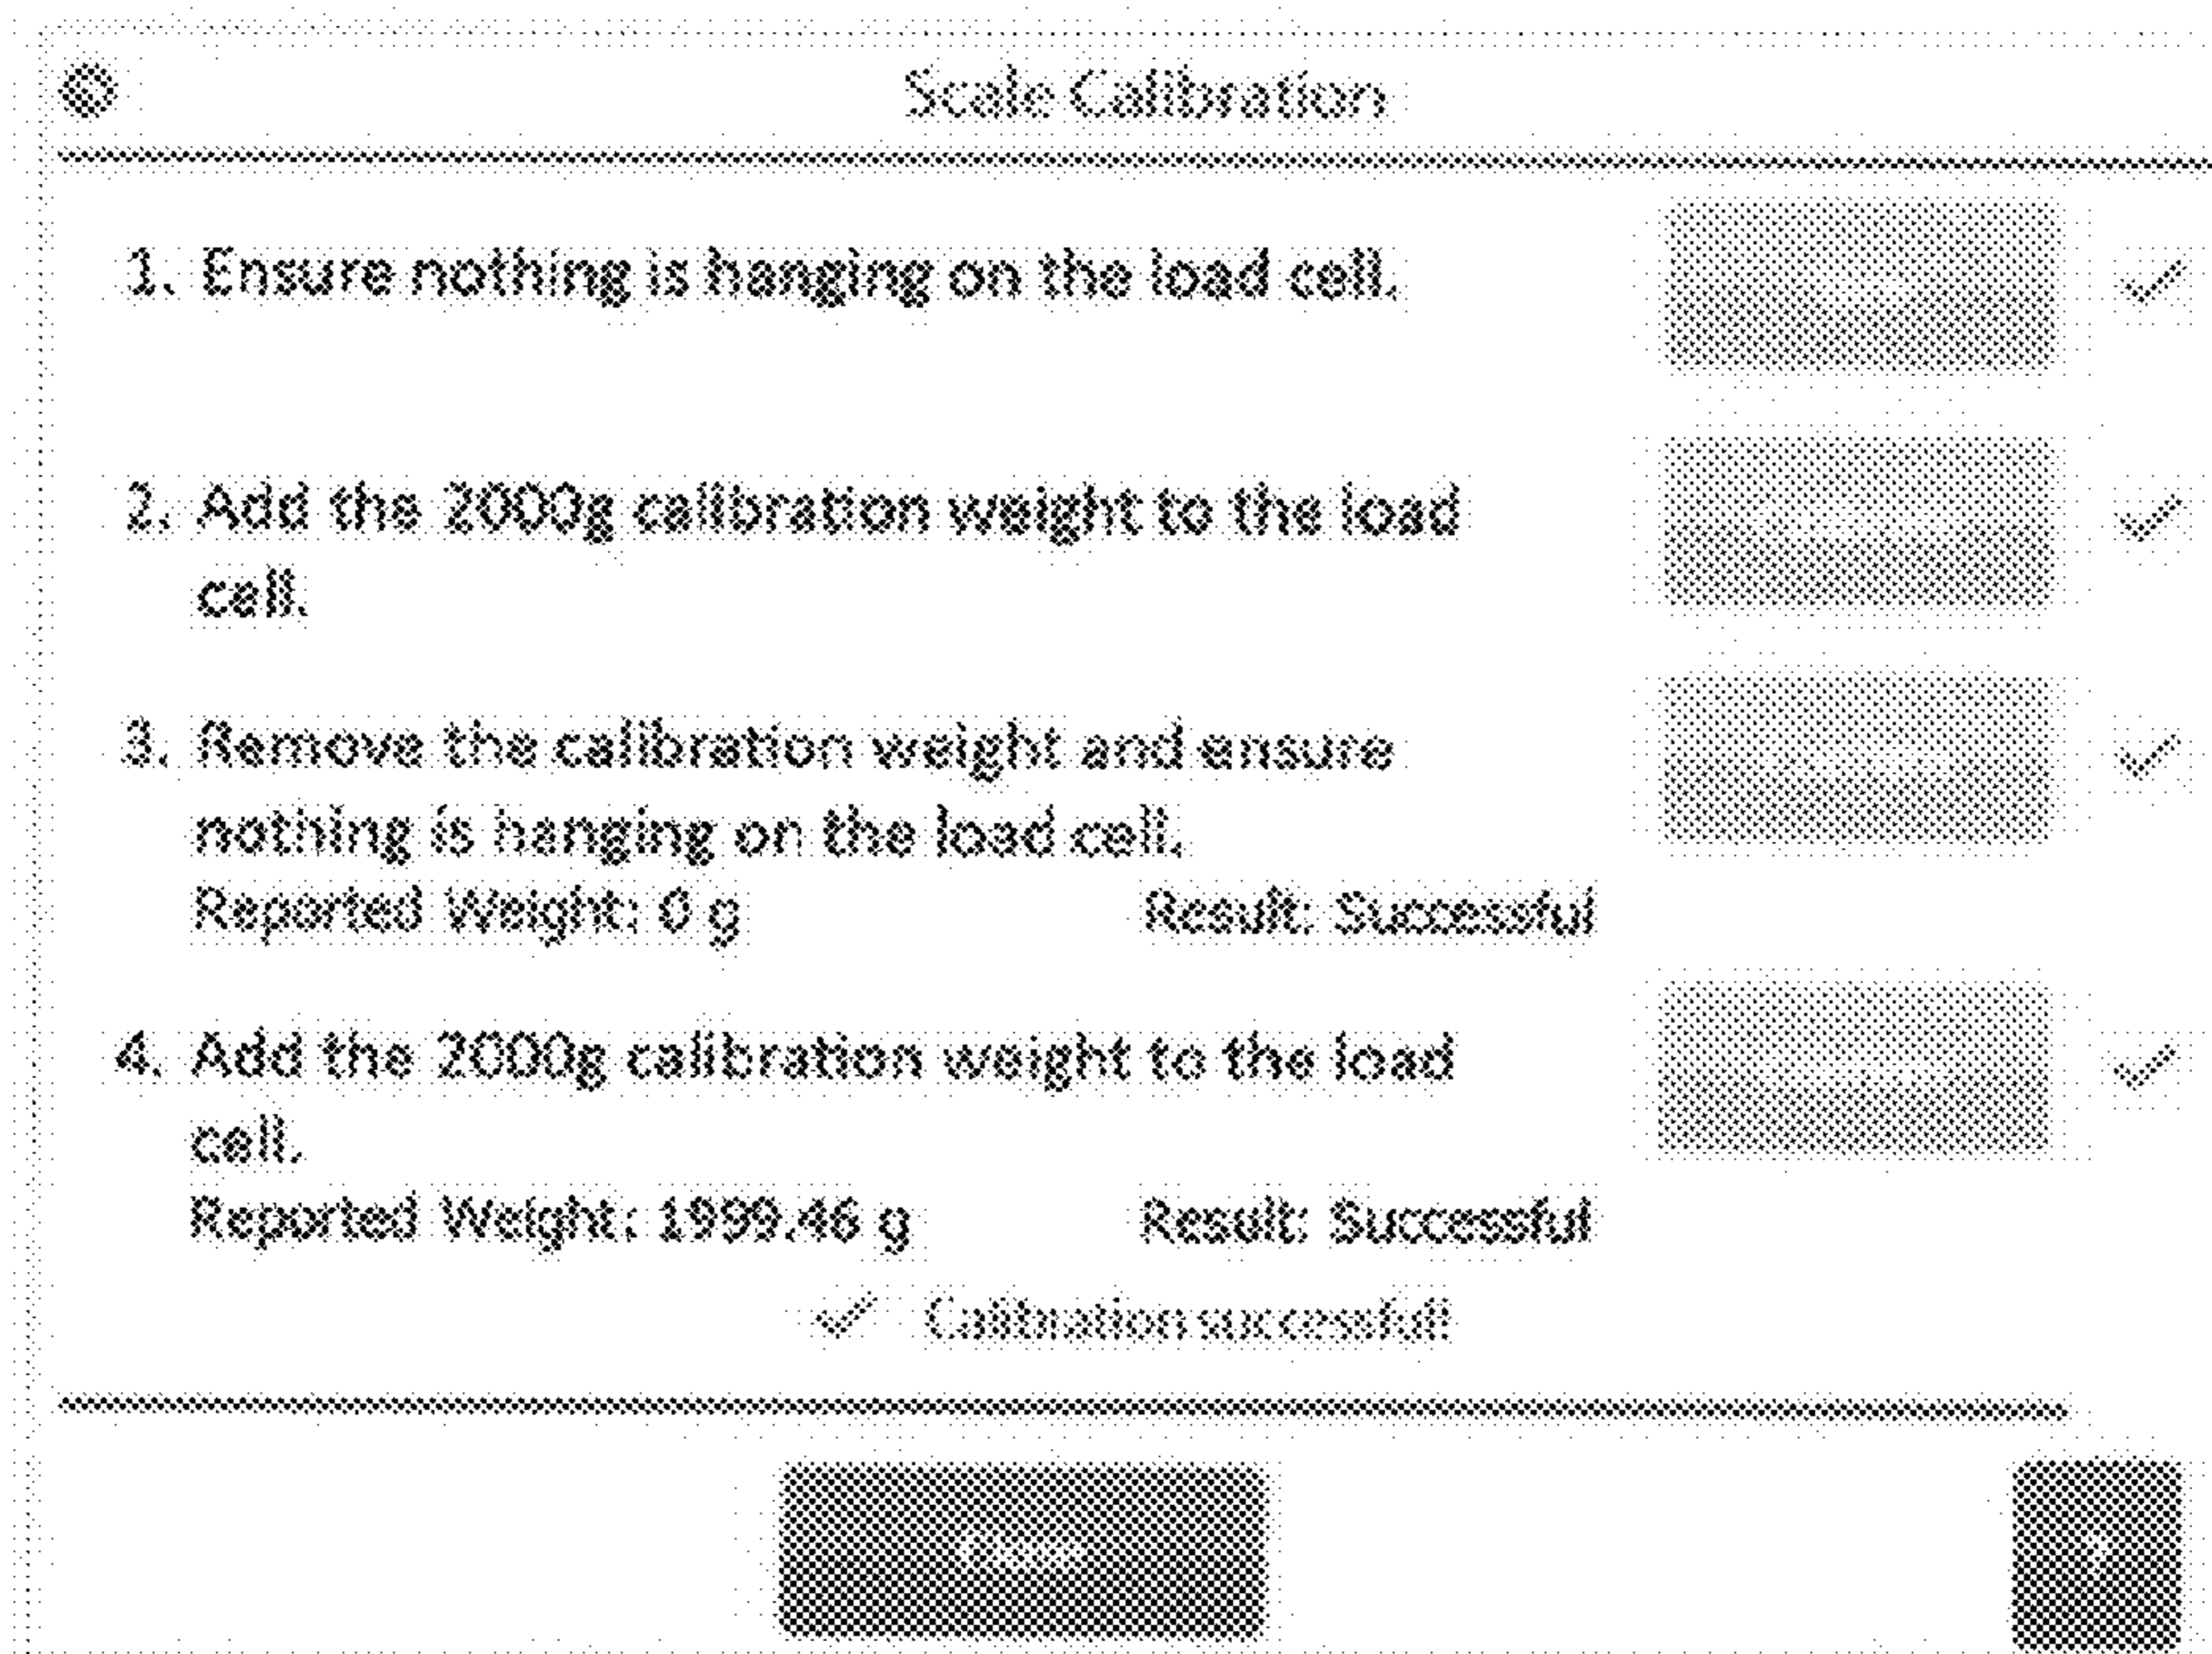 Scale Calibration
1. Ensure nothing is hanging on the load cell.
2. Add the 2000g calibration weight to the load
cell.
3. Remove the calibration weight and ensure
nothing is hanging on the load cell.
Reported Weight: 0 g Result: Successful
4. Add the 2000g calibration weight to the load
cell.
Reported Weight: 1999.46 g Result: Successful
Calibration successful!